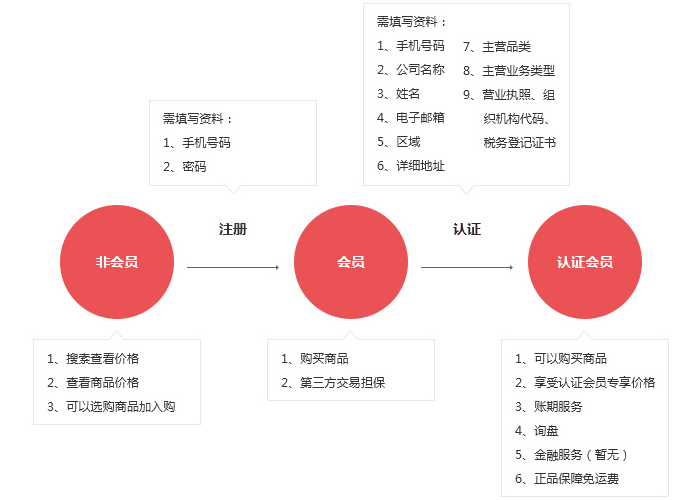 需填写资料：
1、手机号码
2、公司名称
3、姓名
4、电子邮箱
5、区域
6、详细地址
7、主营品类
8、主营业务类型
9、营业执照、组
织机构代码、
税务登记证书
需填写资料：
1、手机号码
2、密码
注册
认证
非会员
会员
认证会员
1、搜索查看价格
2、查看商品价格
3、可以选购商品加入购
1、购买商品
2、第三方交易担保
1、可以购买商品
2、享受认证会员专享价格
3、账期服务
4、询盘
5、金融服务（暂无）
6、正品保障免运费